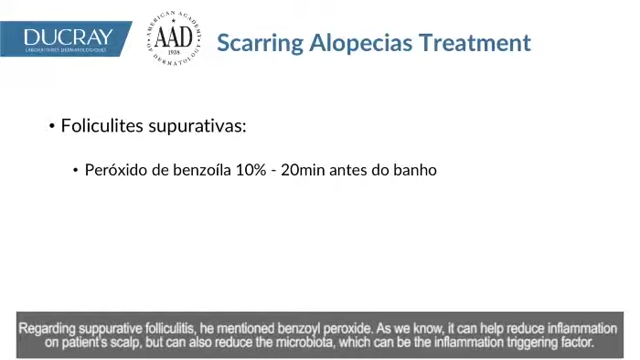 DUCRAY
LABORATOIRES DERMATOLOGIQUES
AMERICAN ACADEMY OF DERMATOLOGY
AAD
1938
Scarring Alopecias Treatment
• Foliculites supurativas:
• Peróxido de benzoíla 10% - 20min antes do banho
Regarding suppurative folliculitis, he mentioned benzoyl peroxide. As we know, it can help reduce inflammation
on patient's scalp, but can also reduce the microbiota, which can be the inflammation triggering factor.